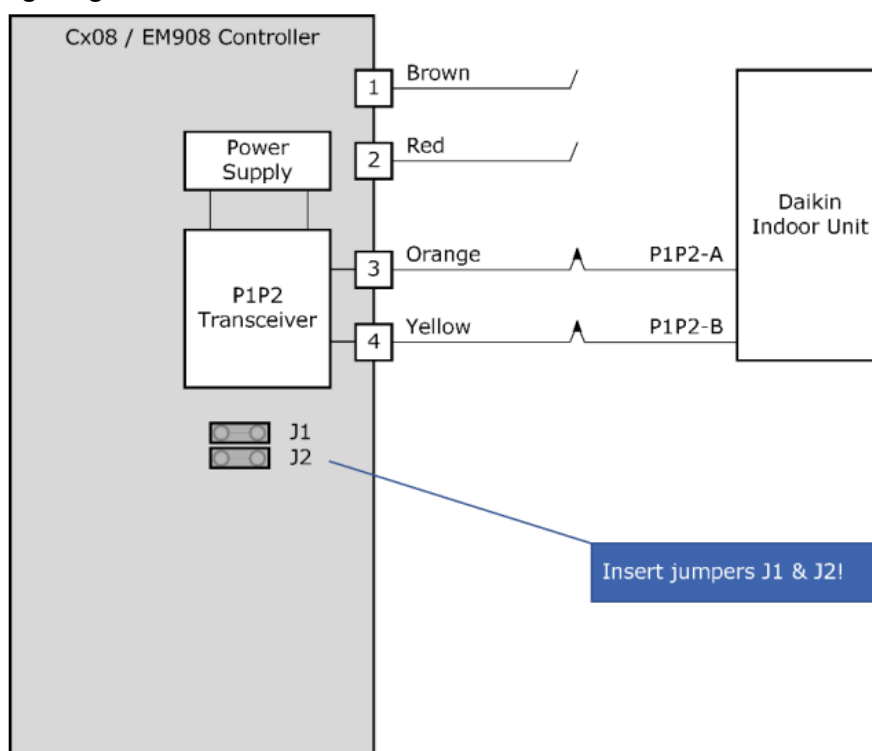 Cx08 / EM908 Controller
1 Brown
2 Red
Power
Supply
Daikin
Indoor Unit
3 Orange P1P2-A
P1P2
Transceiver
4 Yellow P1P2-B
J1
J2
Insert jumpers J1 & J2!